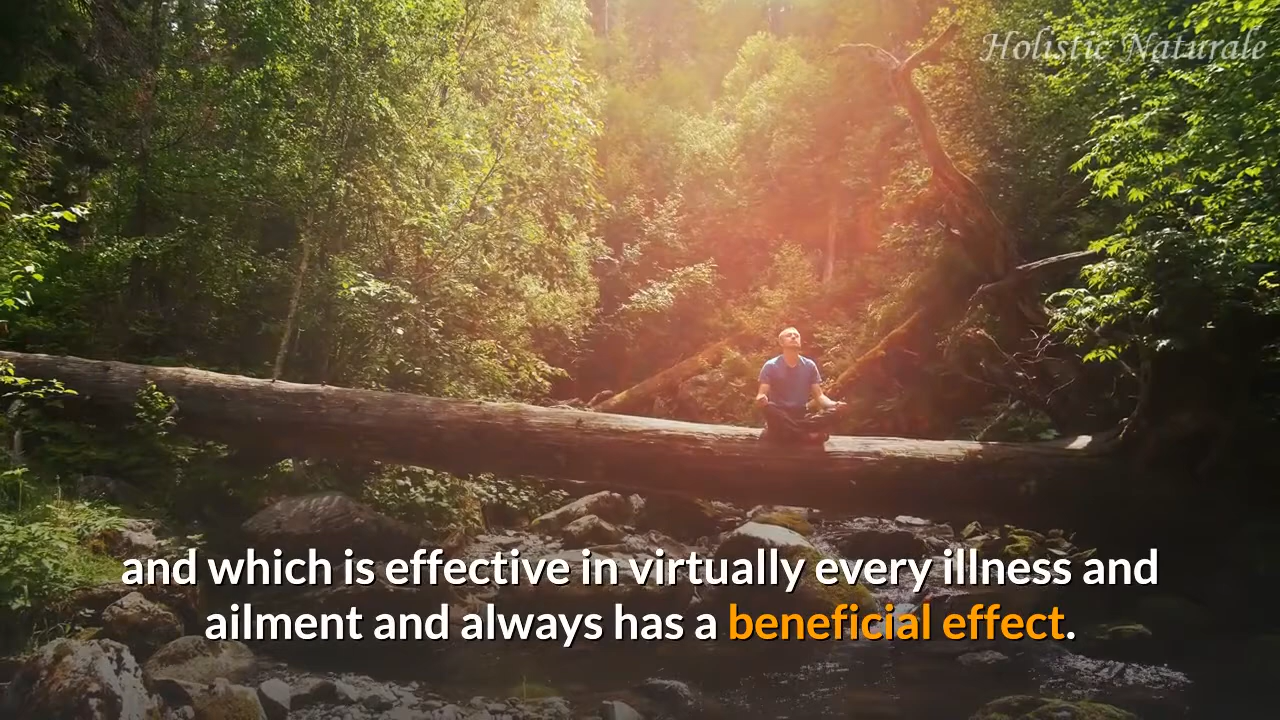 Holistic Naturale
and which is effective in virtually every illness and
ailment and always has a beneficial effect.